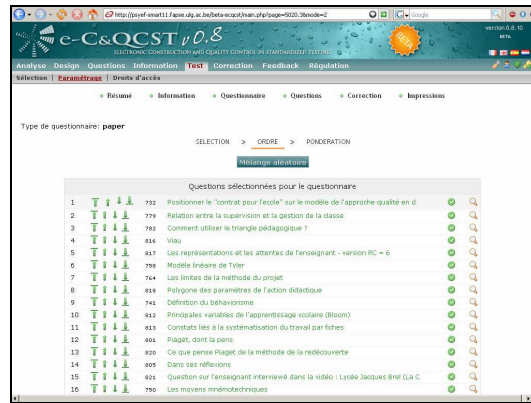 http://psyef-smart11.fapse.ulg.ac.be/beta-ecqcst/main.php?page=5020.3&mode=2
Google
e-C&QCST v0.8
ELECTRONIC CONSTRUCTION AND QUALITY CONTROL IN STANDARDIZED TESTING
version 0.8.10
BETA
Analyse Design Questions Information Test Correction Feedback Régulation
Sélection | Paramétrage | Droits d'accès
Résumé Information Questionnaire Questions Correction Impressions
Type de questionnaire: paper
SELECTION > ORDRE > PONDERATION
Mélange aléatoire
Questions sélectionnées pour le questionnaire
1 732 Positionner le "contrat pour l'ecole" sur le modèle de l'approche qualité en d
2 779 Relation entre la supervision et la gestion de la classe
3 782 Comment utiliser le triangle pédagogique ?
4 816 Viau
5 817 Les représentations et les attentes de l'enseignant - version RC = 6
6 758 Modèle linéaire de Tyler
7 764 Les limites de la méthode du projet
8 818 Polygone des paramètres de l'action didactique
9 741 Définition du béhaviorisme
10 812 Principales variables de l'apprentissage scolaire (Bloom)
11 813 Constats liés à la systématisation du travail par fiches
12 801 Piaget, dont la pens
13 820 Ce que pense Piaget de la méthode de la redécouverte
14 805 Dans ses réflexions
15 821 Question sur l'enseignant interviewé dans la vidéo : Lycée Jacques Brel (La C
16 750 Les moyens mnémotechniques